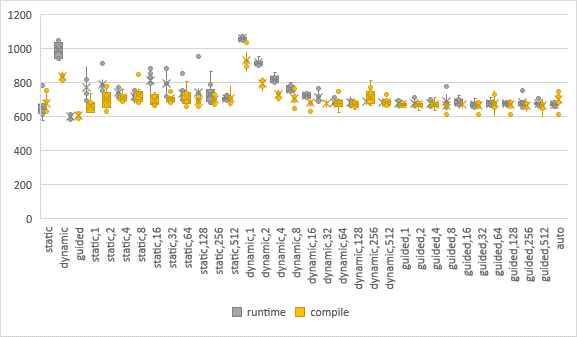 1200
1000
800
600
400
200
0
static
dynamic
guided
static,1
static,2
static,4
static,8
static,16
static,32
static,64
static,128
static,256
static,512
dynamic,1
dynamic,2
dynamic,4
dynamic,8
dynamic,16
dynamic,32
dynamic,64
dynamic,128
dynamic,256
dynamic,512
guided,1
guided,2
guided,4
guided,8
guided,16
guided,32
guided,64
guided,128
guided,256
guided,512
auto
runtime compile